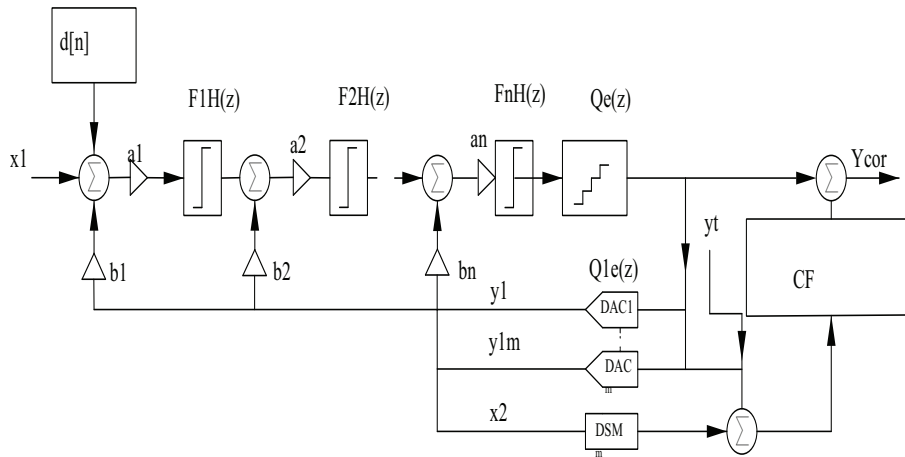 d[n]
F1H(z)
F2H(z)
FnH(z)
Qe(z)
x1
Σ
a1
Σ
a2
Σ
an
Σ
Ycor
b1
b2
bn
yt
Q1e(z)
y1
DAC1
CF
y1m
DAC
m
x2
DSM
m
Σ